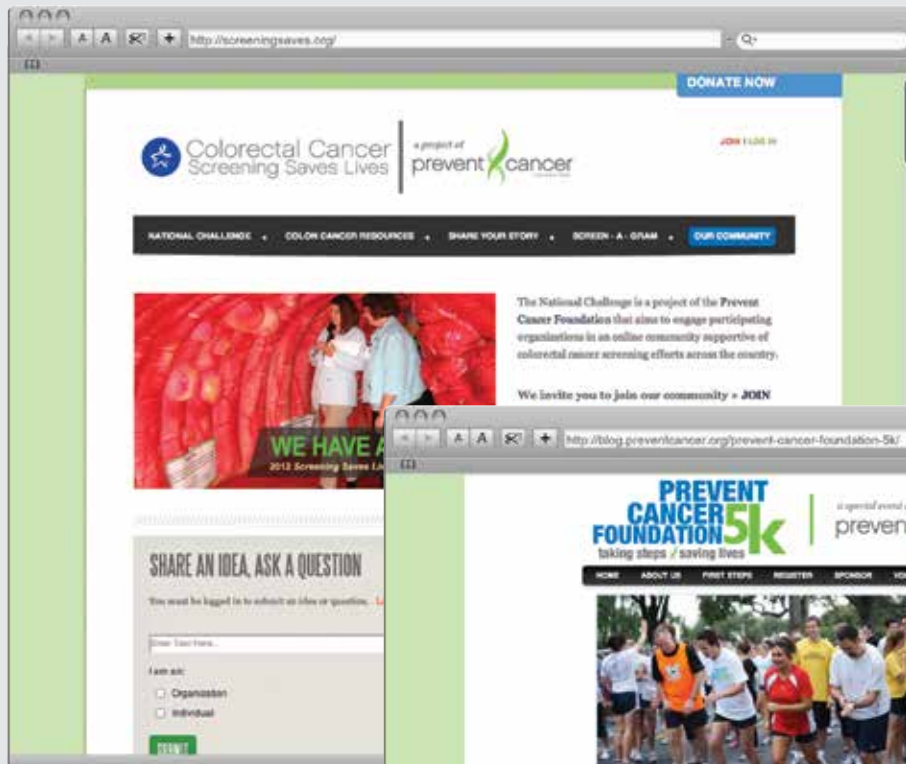 http://screeningsaves.org/
DONATE NOW
Colorectal Cancer
Screening Saves Lives
a project of
prevent cancer
JOIN | LOG IN
NATIONAL CHALLENGE
COLON CANCER RESOURCES
SHARE YOUR STORY
SCREEN - A - GRAM
OUR COMMUNITY
The National Challenge is a project of the Prevent
Cancer Foundation that aims to engage participating
organizations in an online community supportive of
colorectal cancer screening efforts across the country.
We invite you to join our community » JOIN
WE HAVE A
2012 Screening Saves
SHARE AN IDEA, ASK A QUESTION
You must be logged in to submit an idea or question.
Enter Text Here...
I am an:
Organization
Individual
SUBMIT
A A
http://blog.preventcancer.org/prevent-cancer-foundation-5k/
PREVENT
CANCER
FOUNDATION 5k
taking steps / saving lives
a special event
preven
HOME
ABOUT US
FIRST STEPS
REGISTER
SPONSOR